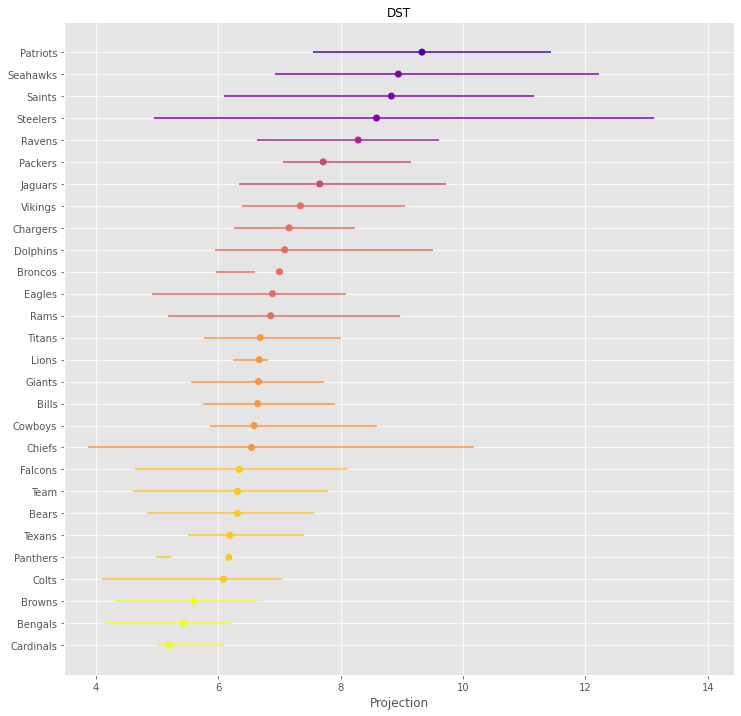 DST
Patriots
Seahawks
Saints
Steelers
Ravens
Packers
Jaguars
Vikings
Chargers
Dolphins
Broncos
Eagles
Rams
Titans
Lions
Giants
Bills
Cowboys
Chiefs
Falcons
Team
Bears
Texans
Panthers
Colts
Browns
Bengals
Cardinals
4 6 8 10 12 14
Projection